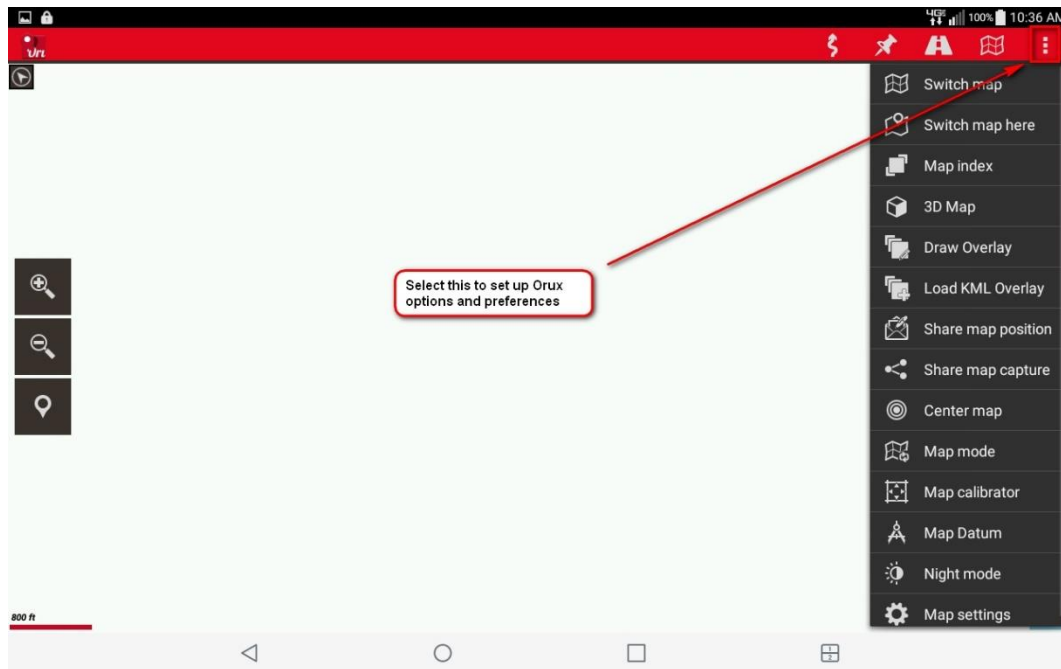 4GE 100% 10:36 AM
Switch map
Switch map here
Map index
3D Map
Draw Overlay
Load KML Overlay
Share map position
Share map capture
Center map
Map mode
Map calibrator
Map Datum
Night mode
Map settings
Select this to set up Orux
options and preferences
800 ft